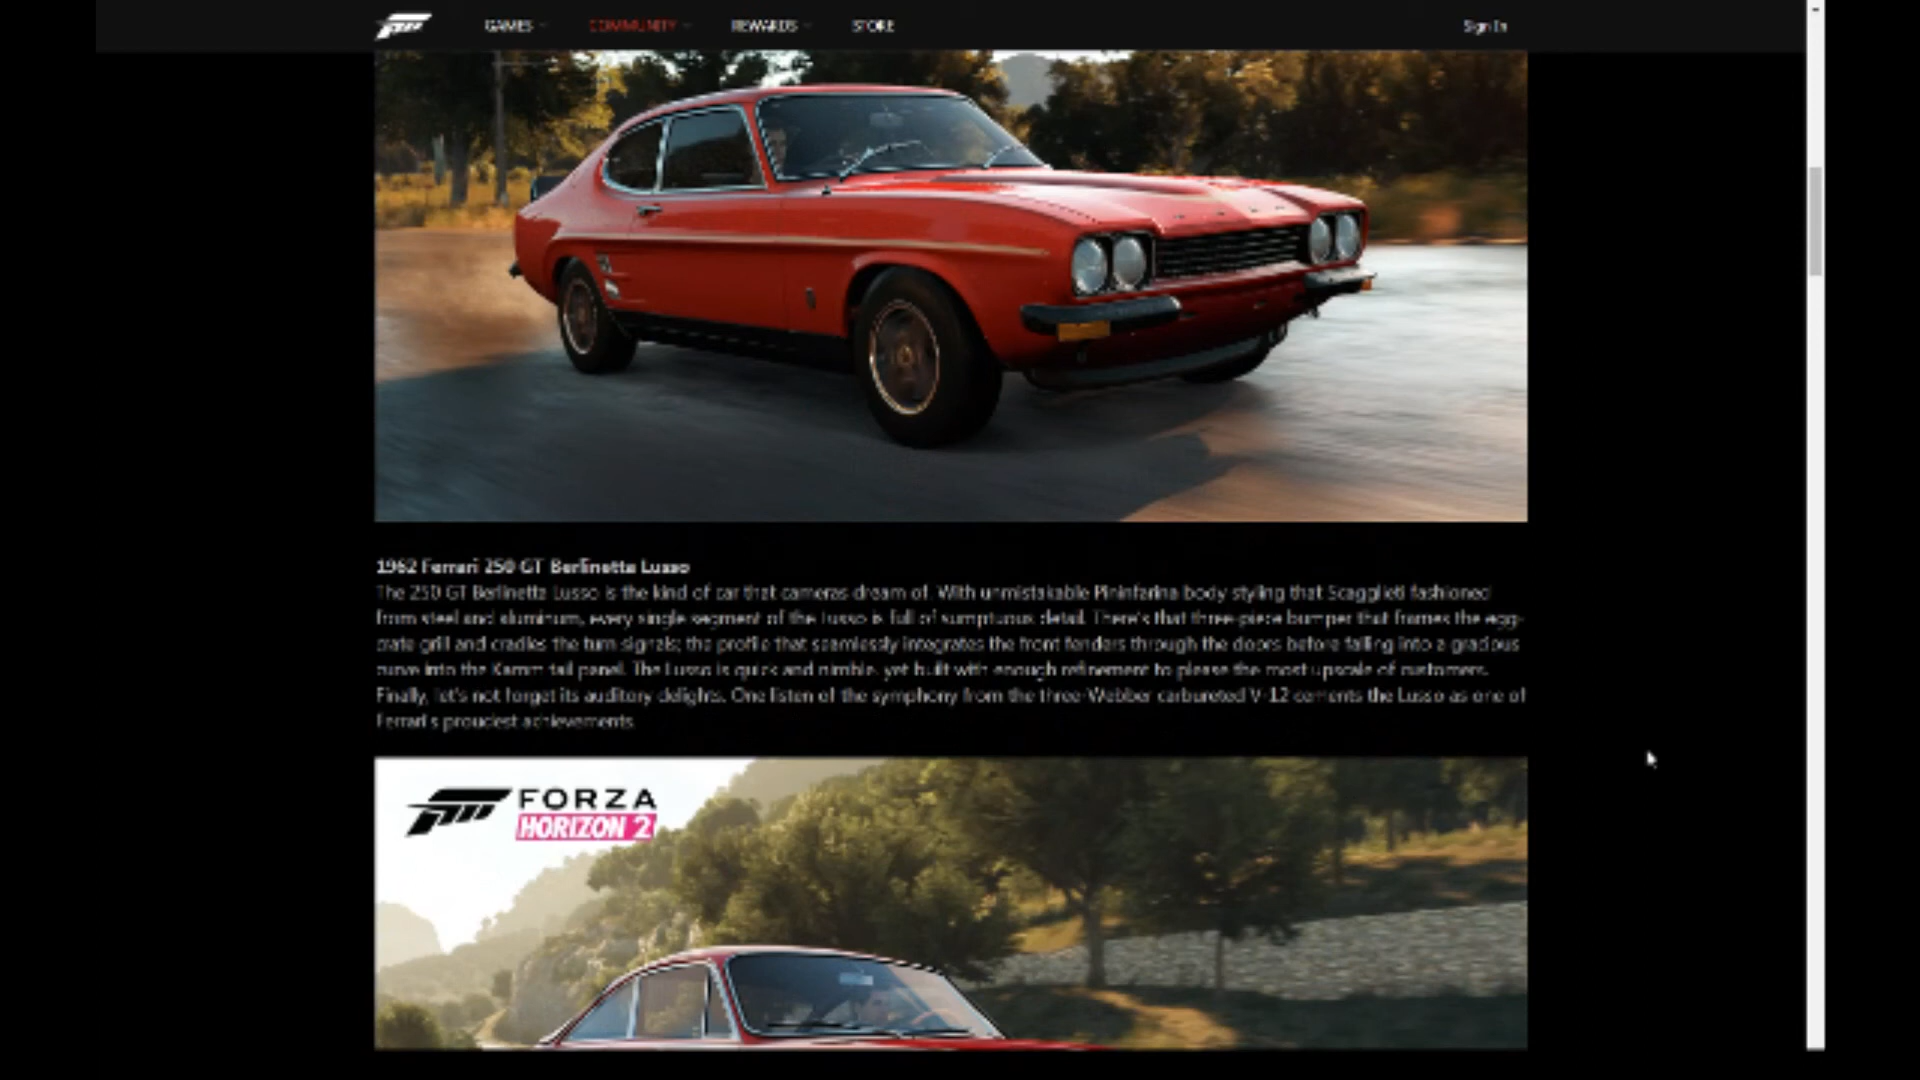 GAMES COMMUNITY REWARDS STORE Sign In
1962 Ferrari 250 GT Berlinetta Lusso
The 250 GT Berlinetta Lusso is the kind of car that cameras dream of. With unmistakable Pininfarina body styling that Scagglieti fashioned
from steel and aluminum, every single segment of the Lusso is full of sumptuous detail. There's that three-piece bumper that frames the egg-
crate grill and cradles the turn signals; the profile that seamlessly integrates the front fenders through the doors before falling into a gracious
curve into the Kamm tail panel. The Lusso is quick and nimble, yet built with enough refinement to please the most upscale of customers.
Finally, let's not forget its auditory delights. One listen of the symphony from the three-Webber carbureted V-12 cements the Lusso as one of
Ferrari's proudest achievements.
FORZA
HORIZON 2